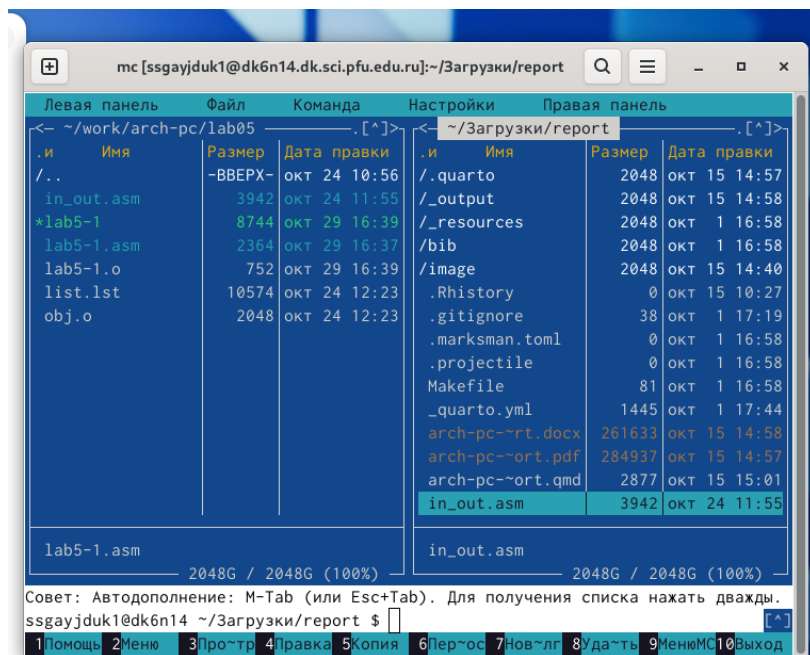 mc [ssgayjduk1@dk6n14.dk.sci.pfu.edu.ru]:~/Загрузки/report
Левая панель Файл Команда Настройки Правая панель
<— ~/work/arch-pc/lab05 .[^]> <— ~/Загрузки/report .[^]>
.и Имя Размер Дата правки .и Имя Размер Дата правки
/.. -ВВЕРХ- окт 24 10:56 /.quarto 2048 окт 15 14:57
in_out.asm 3942 окт 24 11:55 /_output 2048 окт 15 14:58
*lab5-1 8744 окт 29 16:39 /_resources 2048 окт 1 16:58
lab5-1.asm 2364 окт 29 16:37 /bib 2048 окт 1 16:58
lab5-1.o 752 окт 29 16:39 /image 2048 окт 15 14:40
list.lst 10574 окт 24 12:23 .Rhistory 0 окт 15 10:27
obj.o 2048 окт 24 12:23 .gitignore 38 окт 1 17:19
.marksman.toml 0 окт 1 16:58
.projectile 0 окт 1 16:58
Makefile 81 окт 1 16:58
_quarto.yml 1445 окт 1 17:44
arch-pc-~rt.docx 261633 окт 15 14:58
arch-pc-~ort.pdf 284937 окт 15 14:57
arch-pc-~ort.qmd 2877 окт 15 15:01
in_out.asm 3942 окт 24 11:55
lab5-1.asm in_out.asm
2048G / 2048G (100%) 2048G / 2048G (100%)
Совет: Автодополнение: M-Tab (или Esc+Tab). Для получения списка нажать дважды.
ssgayjduk1@dk6n14 ~/Загрузки/report $ [^]
1Помощь 2Меню 3Про~тр 4Правка 5Копия 6Пер~ос 7Нов~лг 8Уда~ть 9МенюМС 10Выход